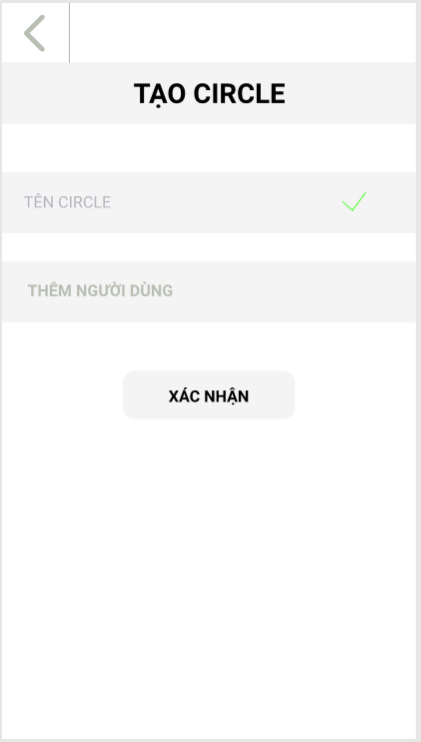 TẠO CIRCLE
TÊN CIRCLE
THÊM NGƯỜI DÙNG
XÁC NHẬN